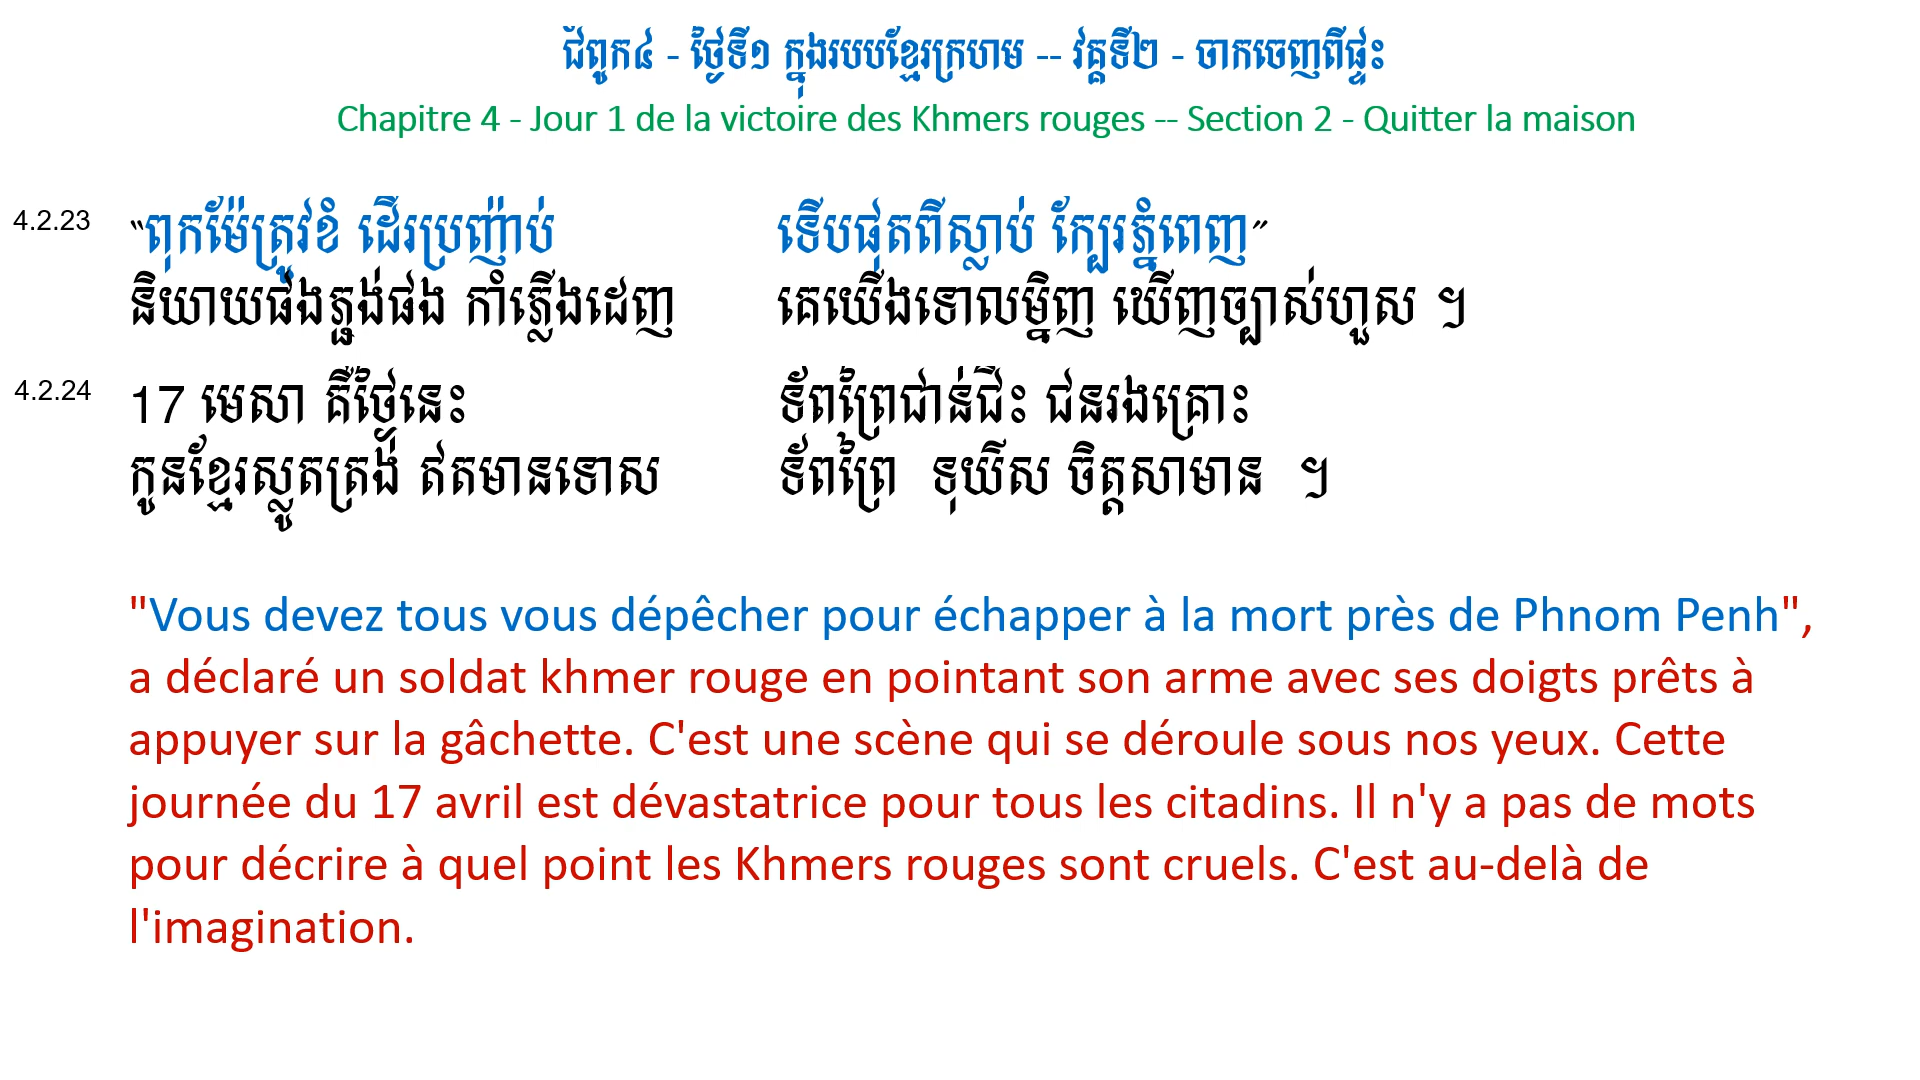 ជំពូក៤ - ថ្ងៃទី១ ក្នុងរបបខ្មែរក្រហម -- វគ្គទី២ - ចាកចេញពីផ្ទះ
Chapitre 4 - Jour 1 de la victoire des Khmers rouges -- Section 2 - Quitter la maison
4.2.23 “ពុកម៉ែត្រូវខំ ដើរប្រញ៉ាប់ ទើបផុតពីស្លាប់ ក្បែរភ្នំពេញ”
និយាយផងភ្ជង់ផង កាំភ្លើងដេញ គេយើងទោលម្និញ ឃើញច្បាស់ហួស ។
4.2.24 17 មេសា គឺថ្ងៃនេះ ទ័ពព្រៃជាន់ជិះ ជនរងគ្រោះ
កូនខ្មែរស្លូតត្រង់ ឥតមានទោស ទ័ពព្រៃ ទុយ៌ស ចិត្តសាមាន ។
"Vous devez tous vous dépêcher pour échapper à la mort près de Phnom Penh",
a déclaré un soldat khmer rouge en pointant son arme avec ses doigts prêts à
appuyer sur la gâchette. C'est une scène qui se déroule sous nos yeux. Cette
journée du 17 avril est dévastatrice pour tous les citadins. Il n'y a pas de mots
pour décrire à quel point les Khmers rouges sont cruels. C'est au-delà de
l'imagination.